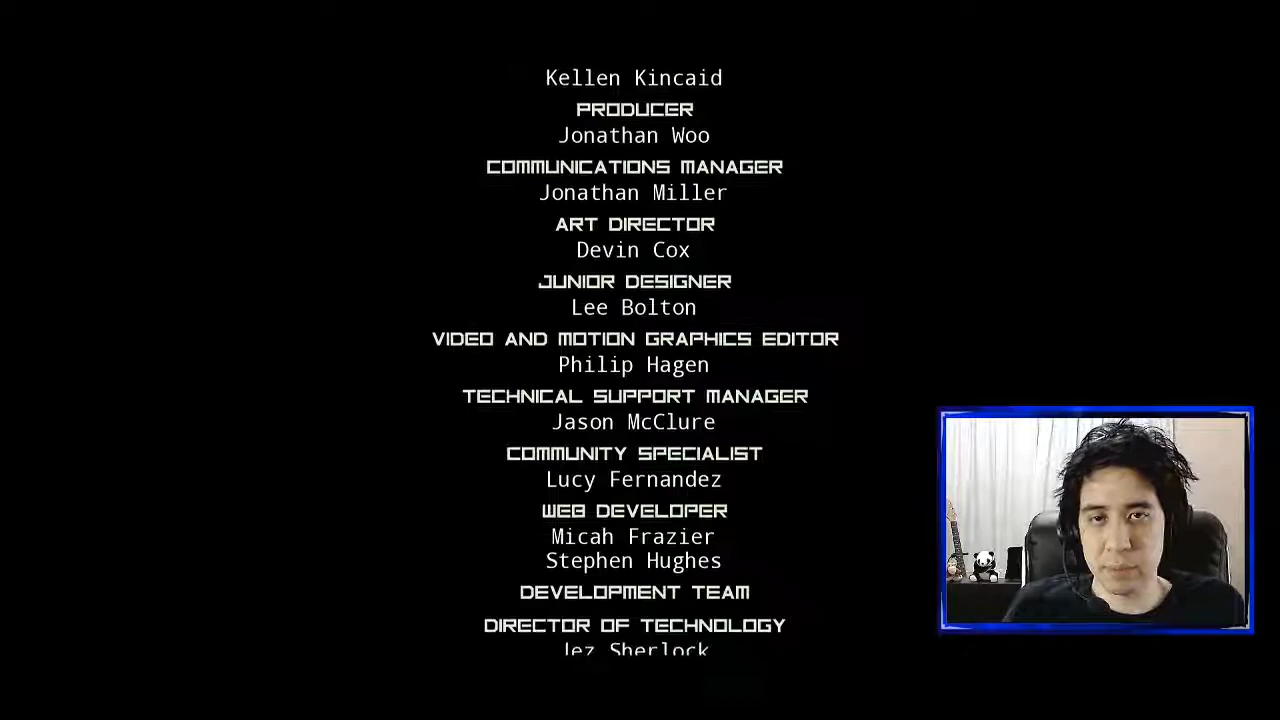 Kellen Kincaid
PRODUCER
Jonathan Woo
COMMUNICATIONS MANAGER
Jonathan Miller
ART DIRECTOR
Devin Cox
JUNIOR DESIGNER
Lee Bolton
VIDEO AND MOTION GRAPHICS EDITOR
Philip Hagen
TECHNICAL SUPPORT MANAGER
Jason McClure
COMMUNITY SPECIALIST
Lucy Fernandez
WEB DEVELOPER
Micah Frazier
Stephen Hughes
DEVELOPMENT TEAM
DIRECTOR OF TECHNOLOGY
Jez Sherlock